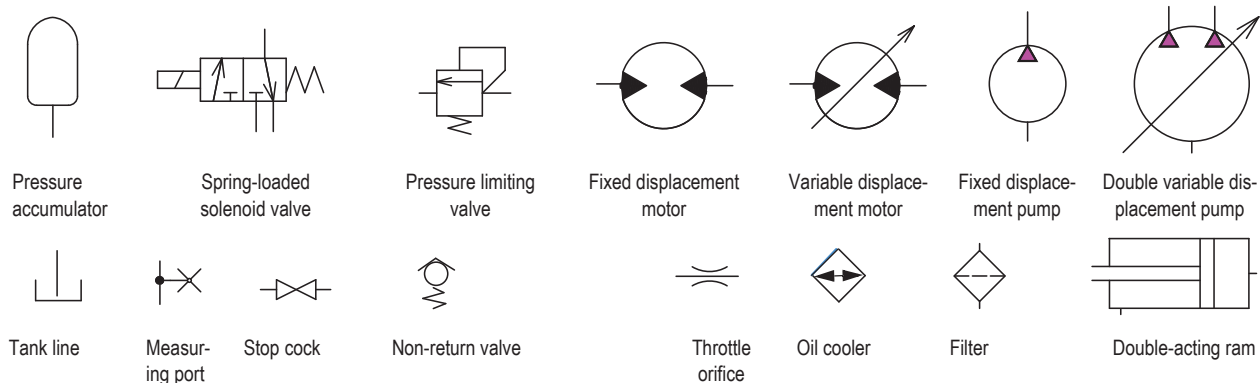 Pressure
accumulator
Spring-loaded
solenoid valve
Pressure limiting
valve
Fixed displacement
motor
Variable displace-
ment motor
Fixed displace-
ment pump
Double variable dis-
placement pump
Tank line
Measur-
ing port
Stop cock
Non-return valve
Throttle
orifice
Oil cooler
Filter
Double-acting ram